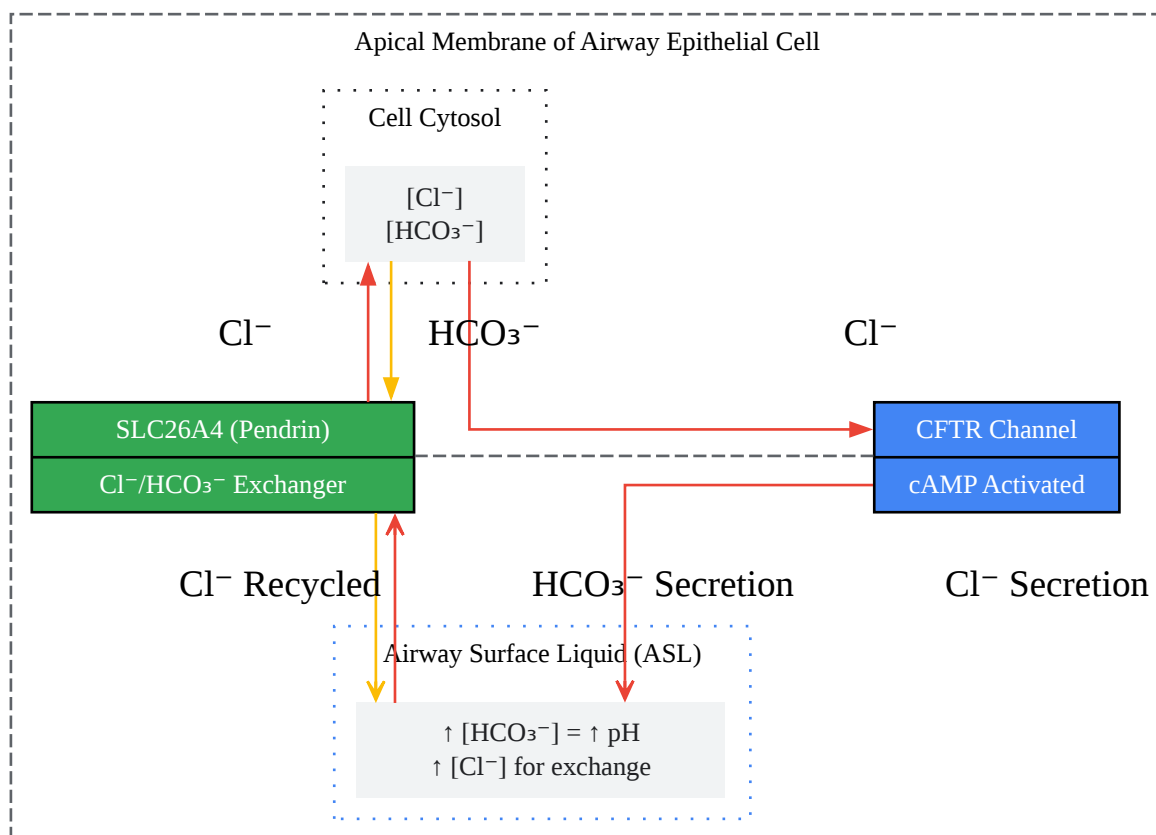 Apical Membrane of Airway Epithelial Cell
Cell Cytosol
[Cl⁻]
[HCO₃⁻]
Cl⁻
HCO₃⁻
Cl⁻
SLC26A4 (Pendrin)
Cl⁻/HCO₃⁻ Exchanger
CFTR Channel
cAMP Activated
Cl⁻ Recycled
HCO₃⁻ Secretion
Cl⁻ Secretion
Airway Surface Liquid (ASL)
↑ [HCO₃⁻] = ↑ pH
↑ [Cl⁻] for exchange